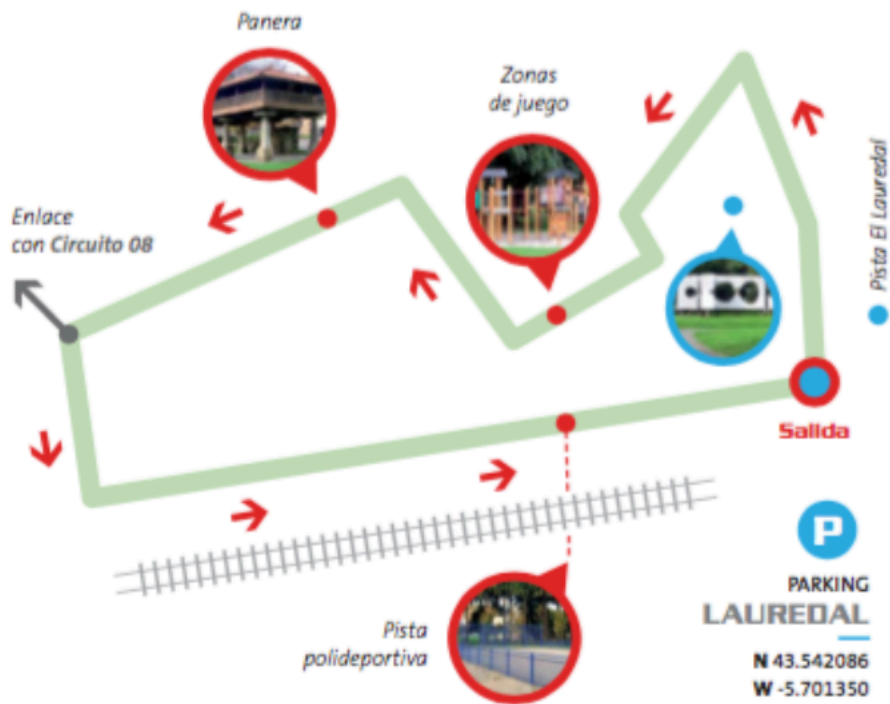 Panera
Zonas
de juego
Enlace
con Circuito 08
Pista El Lauredal
Salida
P
PARKING
LAUREDAL
N 43.542086
W -5.701350
Pista
polideportiva